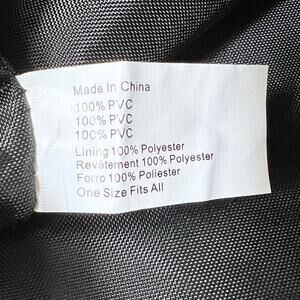 Made In China
100% PVC
100% PVC
100% PVC
Lining 100% Polyester
Revêternent 100% Polyester
Forro 100% Poliester
One Size Fits All